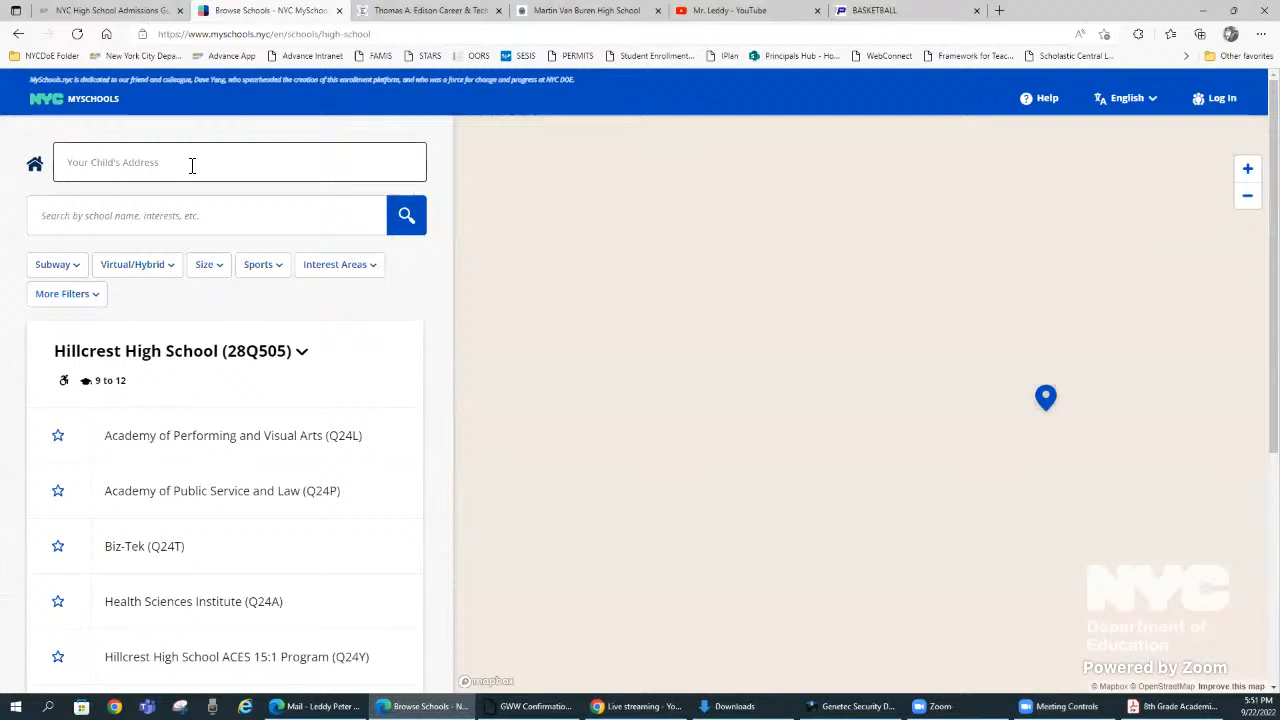 NYC MySchools Admissions Gu
Browse Schools - NYC MySchoo
Thomas A. Edison Career & Tech
Martin Van Buren High School
Mr. Leddy - YouTube
BASKETBALL
https://www.myschools.nyc/en/schools/high-school
NYCDoe Folder
New York City Depa...
Advance App
Advance Intranet
FAMIS
STARS
OORS
SESIS
PERMITS
Student Enrollment...
IPlan
Principals Hub - Ho...
WebConnect
Framework for Teac...
Scholastic Central L...
Other favorites
MySchools.nyc is dedicated to our friend and colleague, Dave Yang, who spearheaded the creation of this enrollment platform, and who was a force for change and progress at NYC DOE.
NYC MYSCHOOLS
Help
English
Log In
Your Child's Address
Search by school name, interests, etc.
Subway
Virtual/Hybrid
Size
Sports
Interest Areas
More Filters
Hillcrest High School (28Q505)
9 to 12
Academy of Performing and Visual Arts (Q24L)
Academy of Public Service and Law (Q24P)
Biz-Tek (Q24T)
Health Sciences Institute (Q24A)
Hillcrest High School ACES 15:1 Program (Q24Y)
NYC
Department of
Education
Powered by Zoom
mapbox
© Mapbox © OpenStreetMap Improve this map
Mail - Leddy Peter ...
Browse Schools - N...
GWW Confirmatio...
Live streaming - Yo...
Downloads
Genetec Security D...
Zoom
Meeting Controls
8th Grade Academi...
5:51 PM
9/22/2022